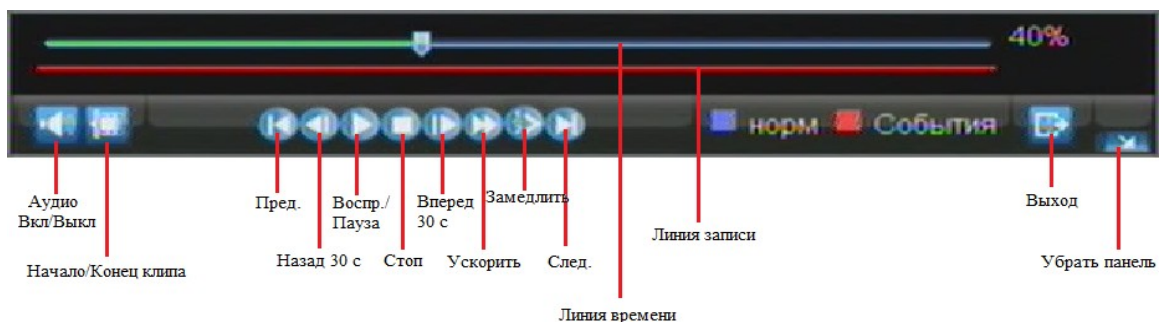 40%
норм События
Аудио
Вкл/Выкл
Пред.
Воспр./
Пауза
Вперед
30 с
Замедлить
Выход
Линия записи
Начало/Конец клипа
Назад 30 с
Стоп
Ускорить
След.
Убрать панель
Линия времени